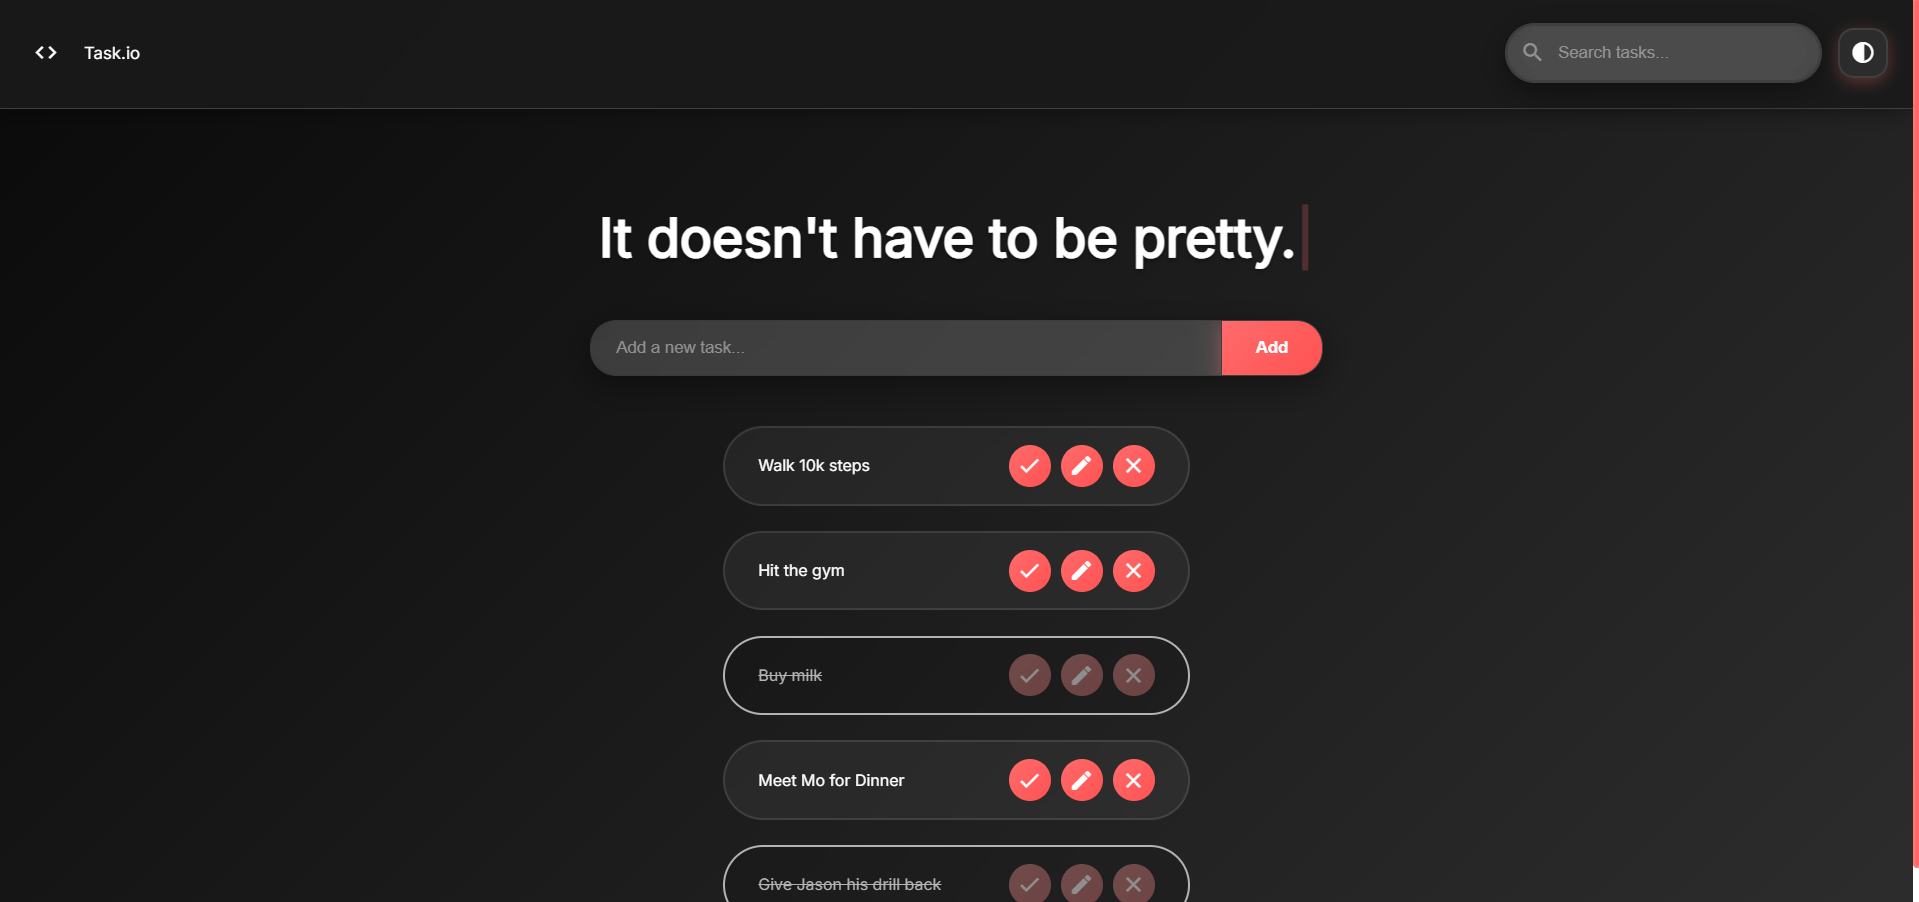 Task.io
Search tasks...
It doesn't have to be pretty.
Add a new task...
Add
Walk 10k steps
Hit the gym
Buy milk
Meet Mo for Dinner
Give Jason his drill back